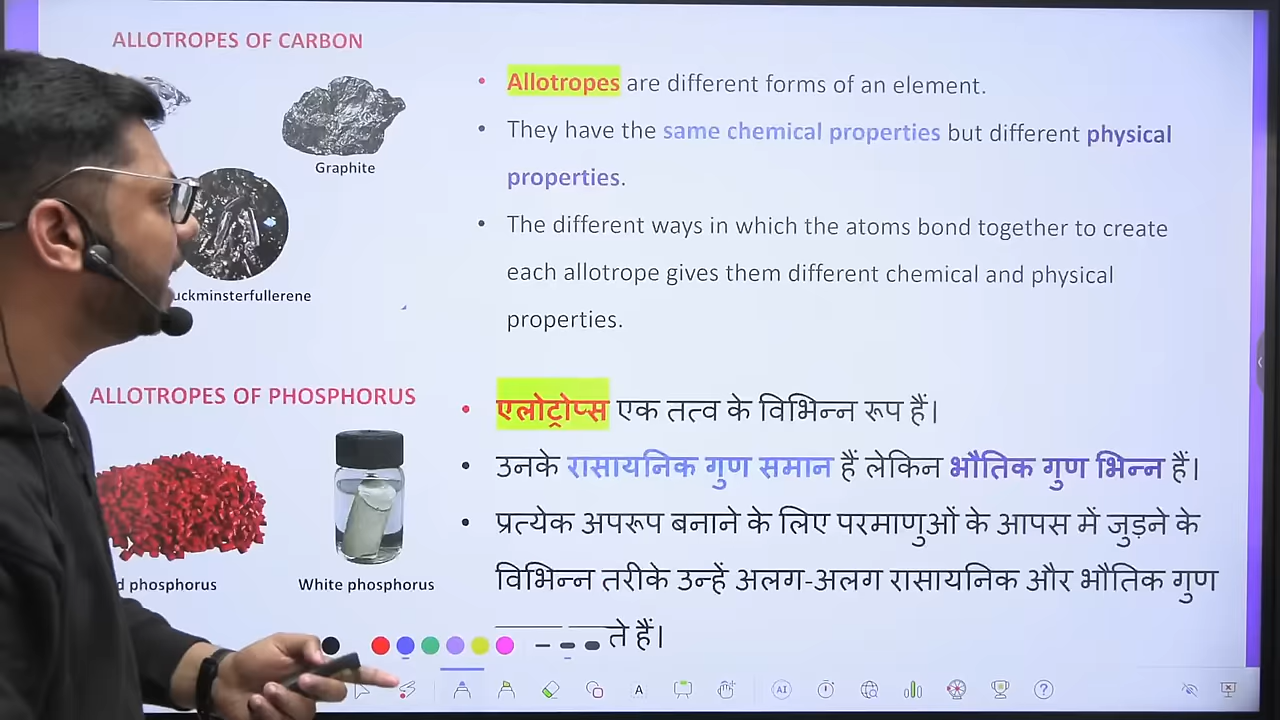 ALLOTROPES OF CARBON
Graphite
uckminsterfullerene
Allotropes are different forms of an element.
They have the same chemical properties but different physical
properties.
The different ways in which the atoms bond together to create
each allotrope gives them different chemical and physical
properties.
ALLOTROPES OF PHOSPHORUS
d phosphorus
White phosphorus
एलोट्रोप्स एक तत्व के विभिन्न रूप हैं।
उनके रासायनिक गुण समान हैं लेकिन भौतिक गुण भिन्न हैं।
प्रत्येक अपरूप बनाने के लिए परमाणुओं के आपस में जुड़ने के
विभिन्न तरीके उन्हें अलग-अलग रासायनिक और भौतिक गुण
ते हैं।
A
AI
?